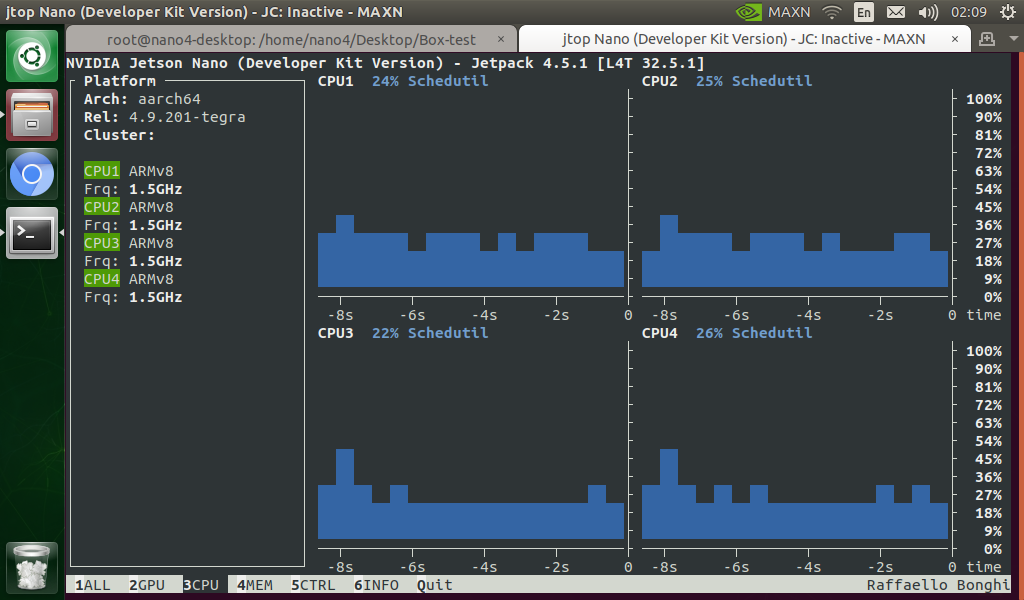 jtop Nano (Developer Kit Version) - JC: Inactive - MAXN
MAXN En 02:09
root@nano4-desktop: /home/nano4/Desktop/Box-test ×
jtop Nano (Developer Kit Version) - JC: Inactive - MAXN ×
NVIDIA Jetson Nano (Developer Kit Version) - Jetpack 4.5.1 [L4T 32.5.1]
Platform
Arch: aarch64
Rel: 4.9.201-tegra
Cluster:
CPU1 ARMv8
Frq: 1.5GHz
CPU2 ARMv8
Frq: 1.5GHz
CPU3 ARMv8
Frq: 1.5GHz
CPU4 ARMv8
Frq: 1.5GHz
CPU1 24% Schedutil
-8s -6s -4s -2s 0
CPU2 25% Schedutil
100%
90%
81%
72%
63%
54%
45%
36%
27%
18%
9%
0%
-8s -6s -4s -2s 0 time
CPU3 22% Schedutil
-8s -6s -4s -2s 0
CPU4 26% Schedutil
100%
90%
81%
72%
63%
54%
45%
36%
27%
18%
9%
0%
-8s -6s -4s -2s 0 time
1ALL 2GPU 3CPU 4MEM 5CTRL 6INFO Quit Raffaello Bonghi